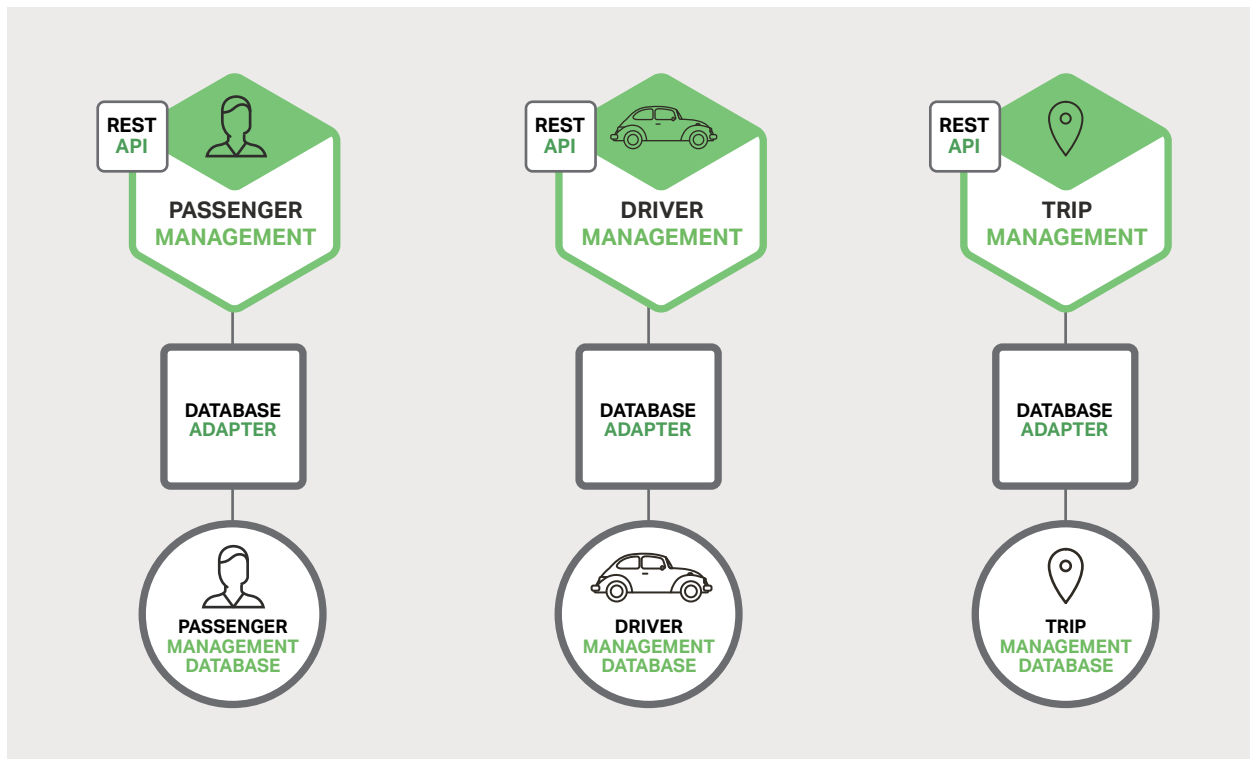 REST
API
PASSENGER
MANAGEMENT
DATABASE
ADAPTER
PASSENGER
MANAGEMENT
DATABASE
REST
API
DRIVER
MANAGEMENT
DATABASE
ADAPTER
DRIVER
MANAGEMENT
DATABASE
REST
API
TRIP
MANAGEMENT
DATABASE
ADAPTER
TRIP
MANAGEMENT
DATABASE